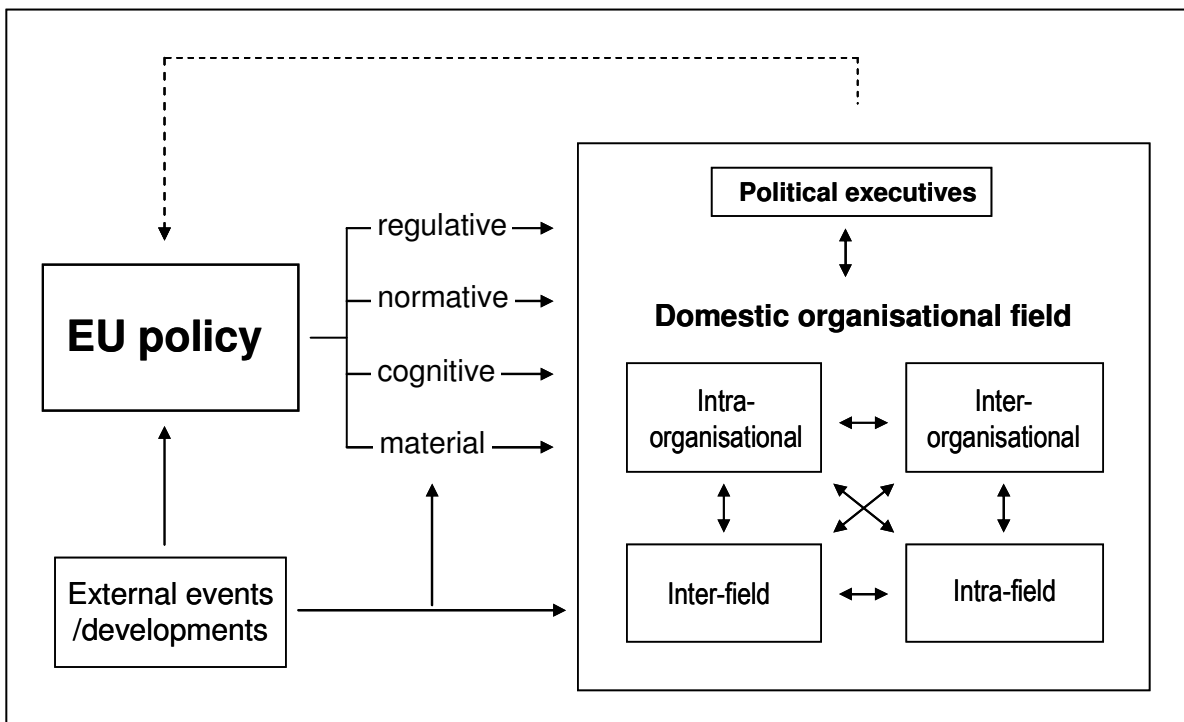 Political executives
regulative
normative
EU policy
cognitive
material
Domestic organisational field
Intra-
organisational
Inter-
organisational
External events
/developments
Inter-field
Intra-field